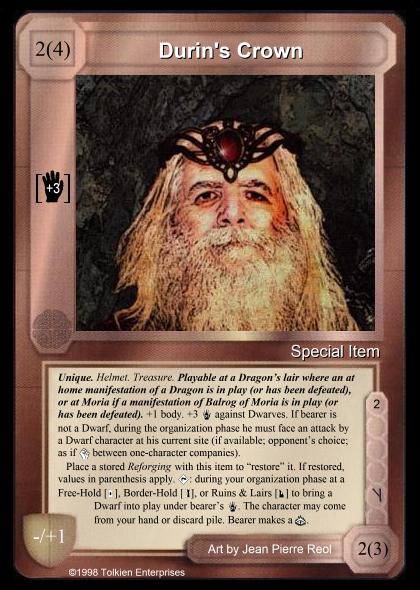 2(4)
Durin's Crown
[+3]
Special Item
Unique. Helmet. Treasure. Playable at a Dragon's lair where an at
home manifestation of a Dragon is in play (or has been defeated),
or at Moria if a manifestation of Balrog of Moria is in play (or
has been defeated). +1 body. +3 against Dwarves. If bearer is
not a Dwarf, during the organization phase he must face an attack by
a Dwarf character at his current site (if available; opponent's choice;
as if between one-character companies).
Place a stored Reforging with this item to "restore" it. If restored,
values in parenthesis apply. : during your organization phase at a
Free-Hold [ ], Border-Hold [ ], or Ruins & Lairs [ ] to bring a
Dwarf into play under bearer's . The character may come
from your hand or discard pile. Bearer makes a .
2
-/+1
Art by Jean Pierre Reol
2(3)
©1998 Tolkien Enterprises